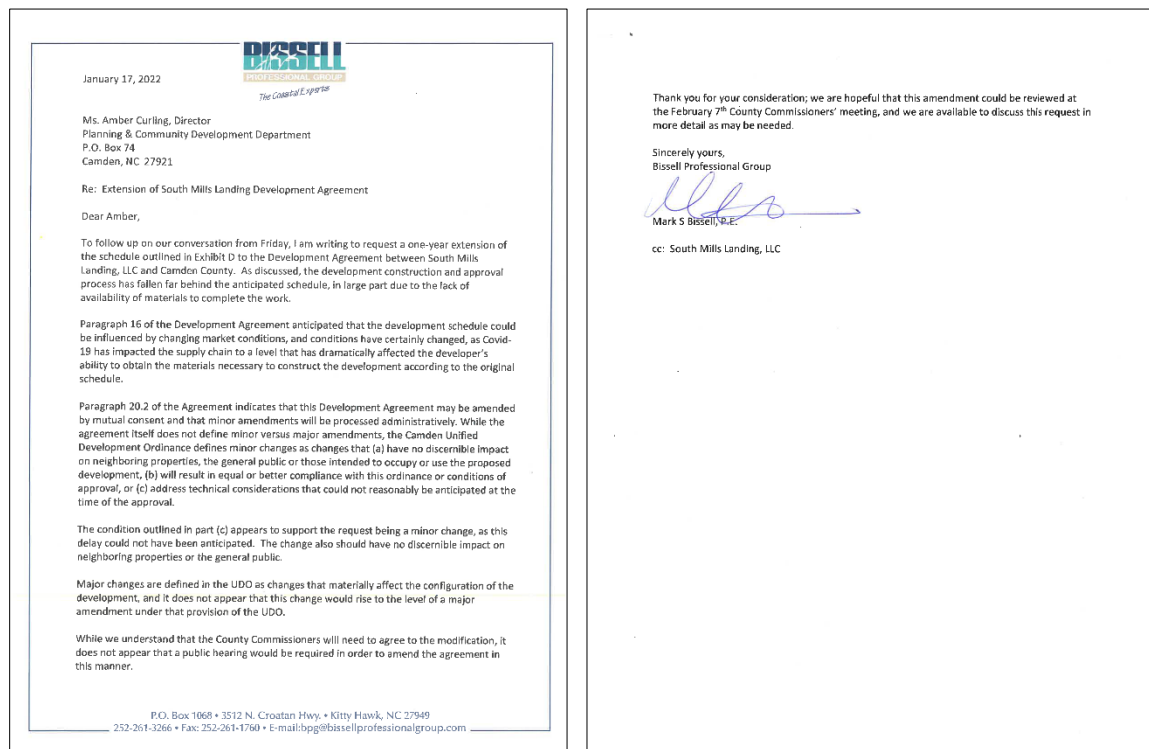 BISSELL
PROFESSIONAL GROUP
The Coastal Experts
January 17, 2022
Ms. Amber Curling, Director
Planning & Community Development Department
P.O. Box 74
Camden, NC 27921
Re: Extension of South Mills Landing Development Agreement
Dear Amber,
To follow up on our conversation from Friday, I am writing to request a one-year extension of
the schedule outlined in Exhibit D to the Development Agreement between South Mills
Landing, LLC and Camden County. As discussed, the development construction and approval
process has fallen far behind the anticipated schedule, in large part due to the lack of
availability of materials to complete the work.
Paragraph 16 of the Development Agreement anticipated that the development schedule could
be influenced by changing market conditions, and conditions have certainly changed, as Covid-
19 has impacted the supply chain to a level that has dramatically affected the developer's
ability to obtain the materials necessary to construct the development according to the original
schedule.
Paragraph 20.2 of the Agreement indicates that this Development Agreement may be amended
by mutual consent and that minor amendments will be processed administratively. While the
agreement itself does not define minor versus major amendments, the Camden Unified
Development Ordinance defines minor changes as changes that (a) have no discernible impact
on neighboring properties, the general public or those intended to occupy or use the proposed
development, (b) will result in equal or better compliance with this ordinance or conditions of
approval, or (c) address technical considerations that could not reasonably be anticipated at the
time of the approval.
The condition outlined in part (c) appears to support the request being a minor change, as this
delay could not have been anticipated. The change also should have no discernible impact on
neighboring properties or the general public.
Major changes are defined in the UDO as changes that materially affect the configuration of the
development, and it does not appear that this change would rise to the level of a major
amendment under that provision of the UDO.
While we understand that the County Commissioners will need to agree to the modification, it
does not appear that a public hearing would be required in order to amend the agreement in
this manner.
P.O. Box 1068 • 3512 N. Croatan Hwy. • Kitty Hawk, NC 27949
252-261-3266 • Fax: 252-261-1760 • E-mail:bpg@bissellprofessionalgroup.com
Thank you for your consideration; we are hopeful that this amendment could be reviewed at
the February 7th County Commissioners' meeting, and we are available to discuss this request in
more detail as may be needed.
Sincerely yours,
Bissell Professional Group
Mark S Bissell, P.E.
cc: South Mills Landing, LLC